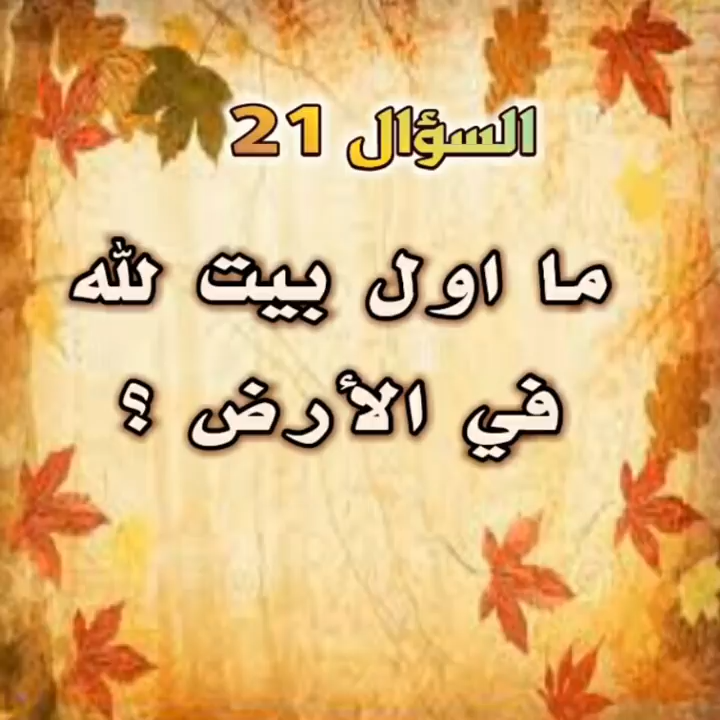 السؤال 21
ما اول بيت لله
في الأرض ؟